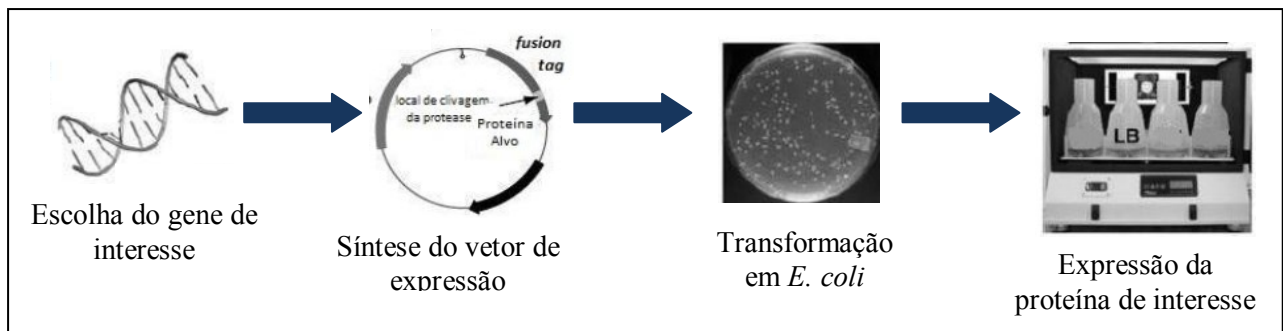 Escolha do gene de
interesse
fusion
tag
local de clivagem
da protease
Proteína
Alvo
Síntese do vetor de
expressão
Transformação
em E. coli
LB
Expressão da
proteína de interesse